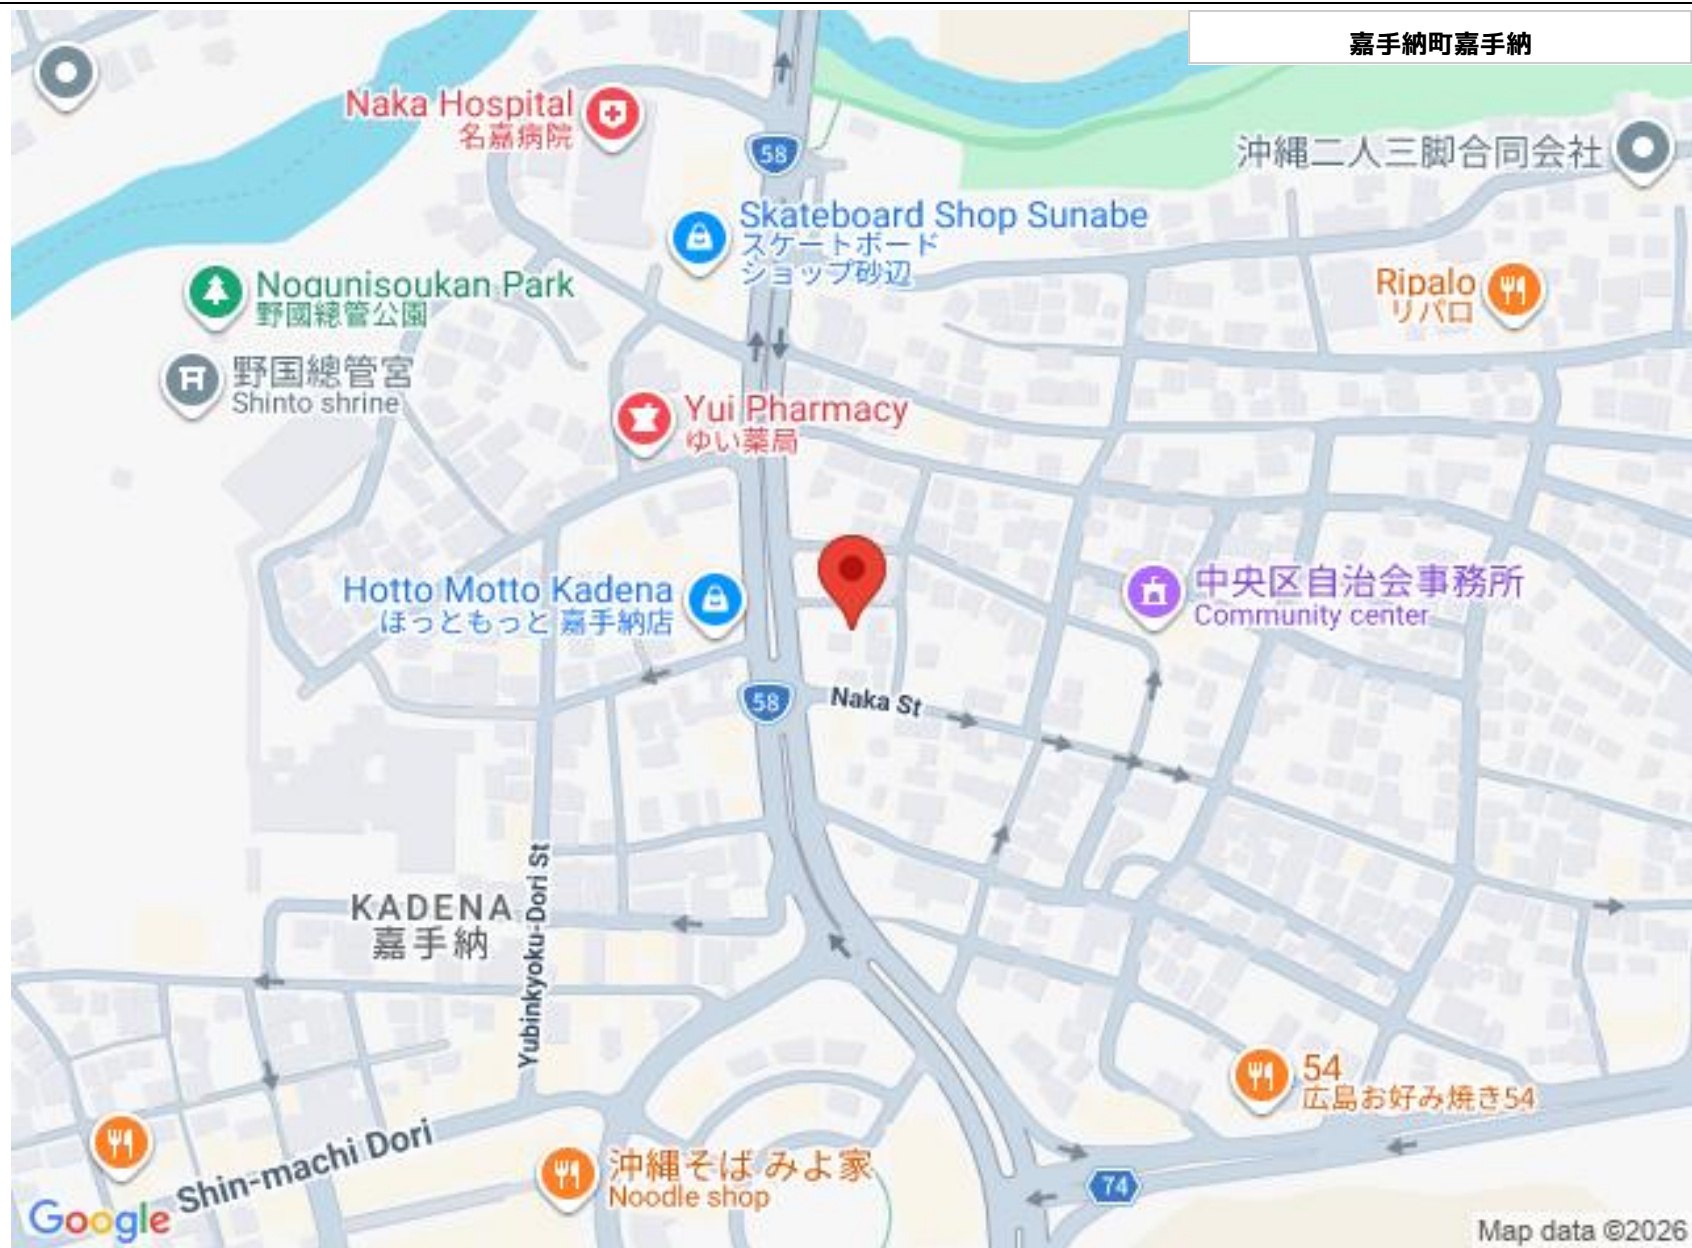 嘉手納町嘉手納
Naka Hospital
名嘉病院
58
沖縄二人三脚合同会社
Skateboard Shop Sunabe
スケートボード
ショップ砂辺
Nogunisoukan Park
野國總管公園
Ripalo
リパロ
野国總管宮
Shinto shrine
Yui Pharmacy
ゆい薬局
Hotto Motto Kadena
ほっともっと 嘉手納店
中央区自治会事務所
Community center
58
Naka St
KADENA
嘉手納
Yubinkyoku-Dori St
54
広島お好み焼き54
Shin-machi Dori
沖縄そば みよ家
Noodle shop
74
Google
Map data ©2026